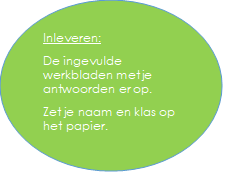 Inleveren:
De ingevulde
werkbladen met je
antwoorden er op.
Zet je naam en klas op
het papier.